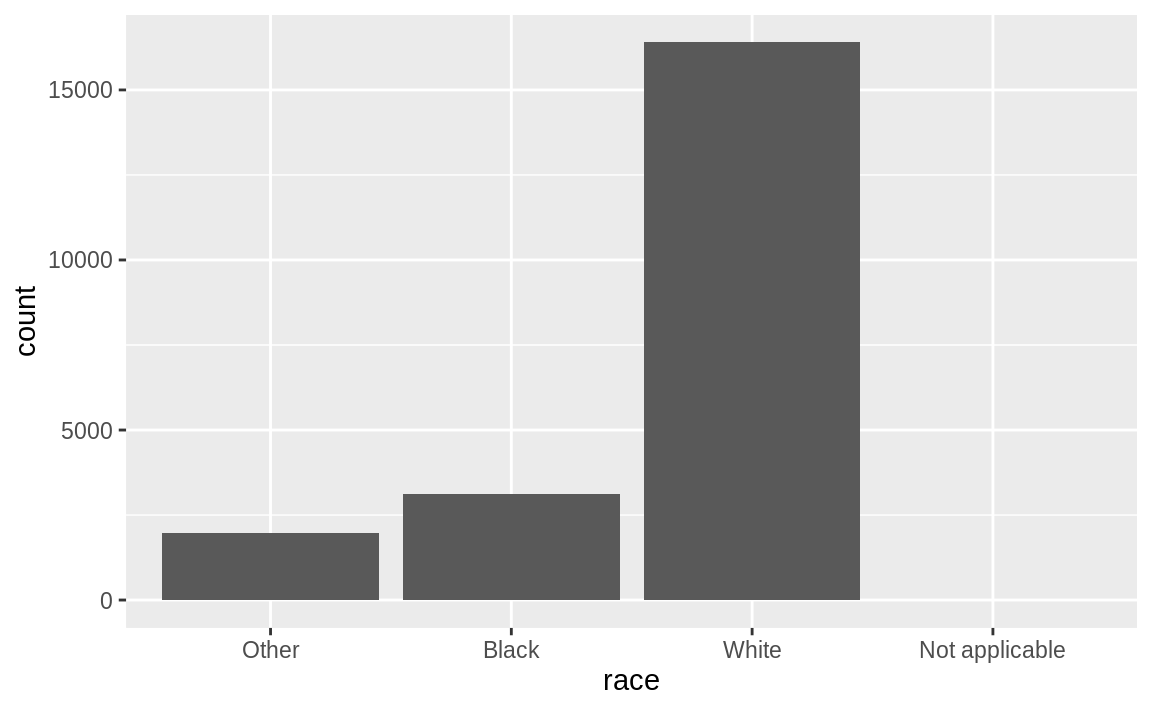 15000
10000
5000
0
count
Other Black White Not applicable
race